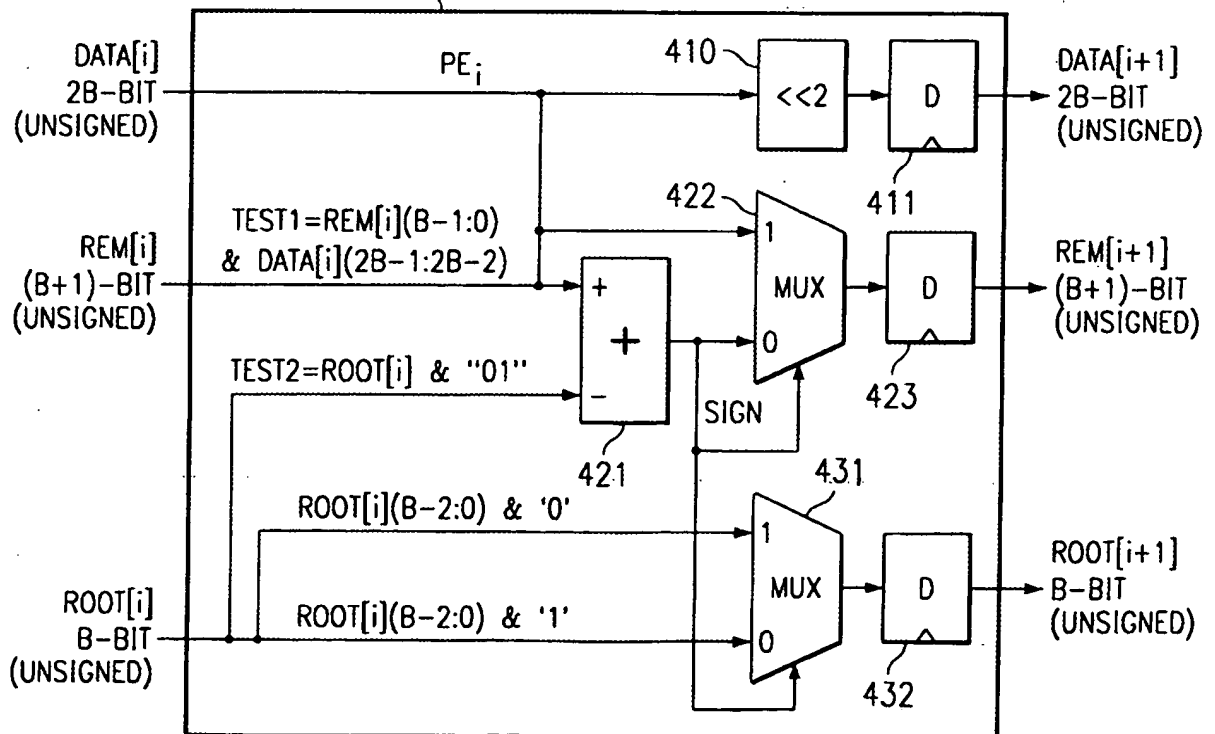 DATA[i]
2B-BIT
(UNSIGNED)
PEi
410
<<2
D
411
DATA[i+1]
2B-BIT
(UNSIGNED)
REM[i]
(B+1)-BIT
(UNSIGNED)
TEST1=REM[i](B-1:0)
& DATA[i](2B-1:2B-2)
422
1
MUX
0
D
423
REM[i+1]
(B+1)-BIT
(UNSIGNED)
+
+
-
421
TEST2=ROOT[i] & "01"
SIGN
431
ROOT[i](B-2:0) & '0'
1
MUX
ROOT[i](B-2:0) & '1'
0
D
432
ROOT[i]
B-BIT
(UNSIGNED)
ROOT[i+1]
B-BIT
(UNSIGNED)